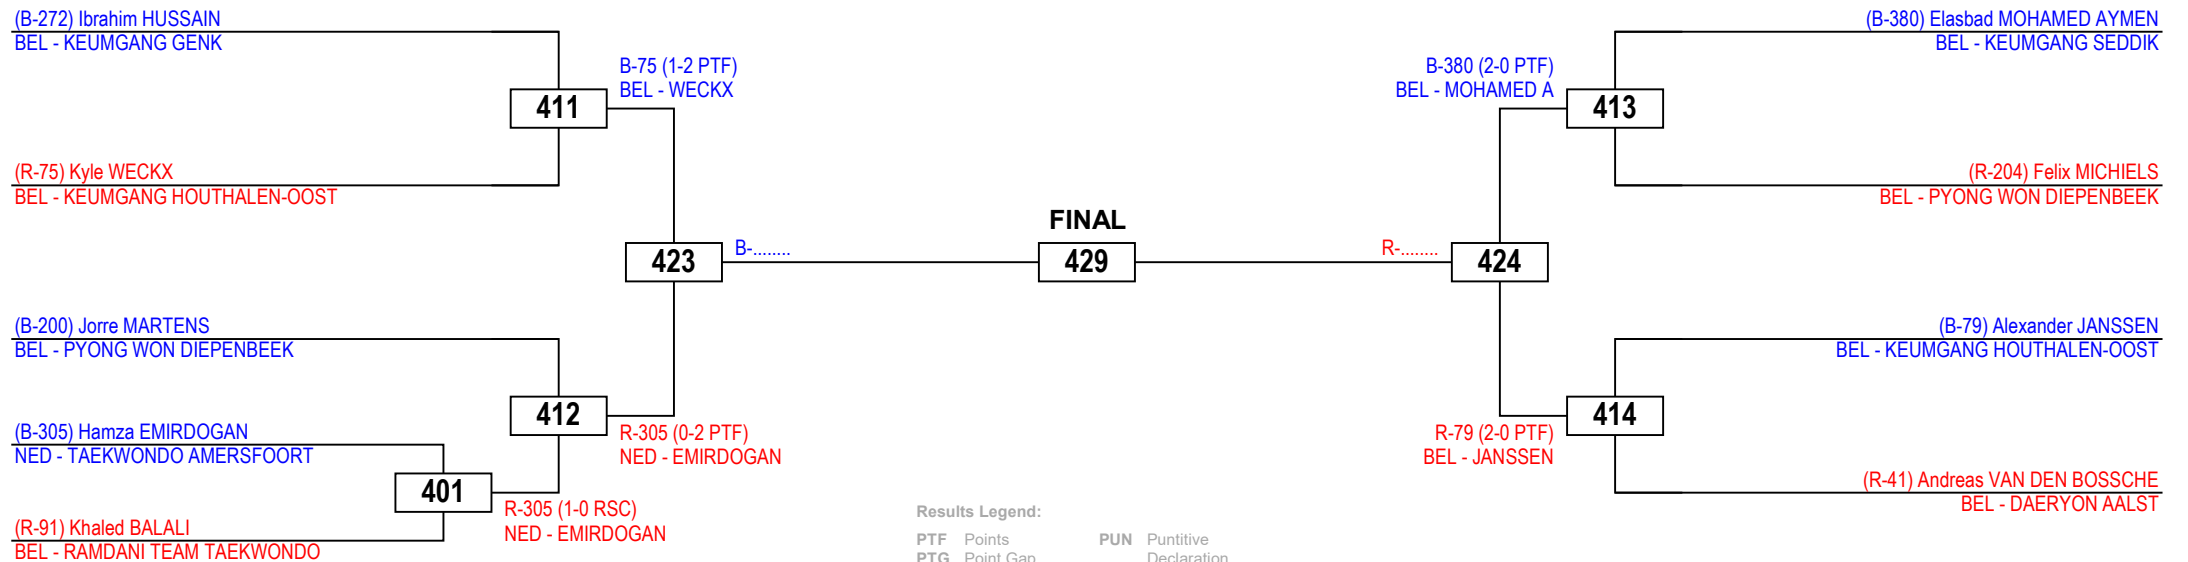 (B-272) Ibrahim HUSSAIN
BEL - KEUMGANG GENK
B-75 (1-2 PTF)
BEL - WECKX
411
(R-75) Kyle WECKX
BEL - KEUMGANG HOUTHALEN-OOST
423
B-........
(B-200) Jorre MARTENS
BEL - PYONG WON DIEPENBEEK
412
R-305 (0-2 PTF)
NED - EMIRDOGAN
(B-305) Hamza EMIRDOGAN
NED - TAEKWONDO AMERSFOORT
401
R-305 (1-0 RSC)
NED - EMIRDOGAN
(R-91) Khaled BALALI
BEL - RAMDANI TEAM TAEKWONDO
FINAL
429
(B-380) Elasbad MOHAMED AYMEN
BEL - KEUMGANG SEDDIK
B-380 (2-0 PTF)
BEL - MOHAMED A
413
(R-204) Felix MICHIELS
BEL - PYONG WON DIEPENBEEK
R-........
424
(B-79) Alexander JANSSEN
BEL - KEUMGANG HOUTHALEN-OOST
414
R-79 (2-0 PTF)
BEL - JANSSEN
(R-41) Andreas VAN DEN BOSSCHE
BEL - DAERYON AALST
Results Legend:
PTF Points PUN Puntitive
PTG Point Gap Declaration